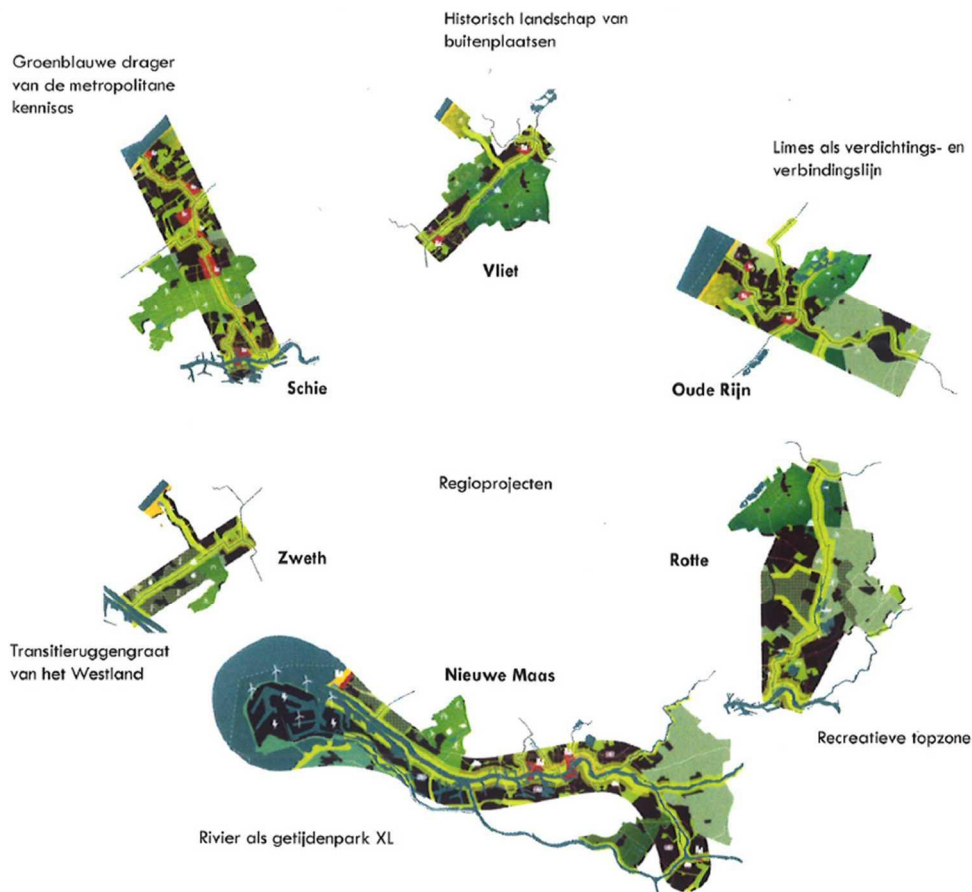 Historisch landschap van
buitenplaatsen
Groenblauwe drager
van de metropolitane
kennisas
Limes als verdichtings- en
verbindingslijn
Vliet
Schie
Oude Rijn
Regioprojecten
Zweth
Rotte
Transitieruggengraat
van het Westland
Nieuwe Maas
Recreatieve topzone
Rivier als getijdenpark XL